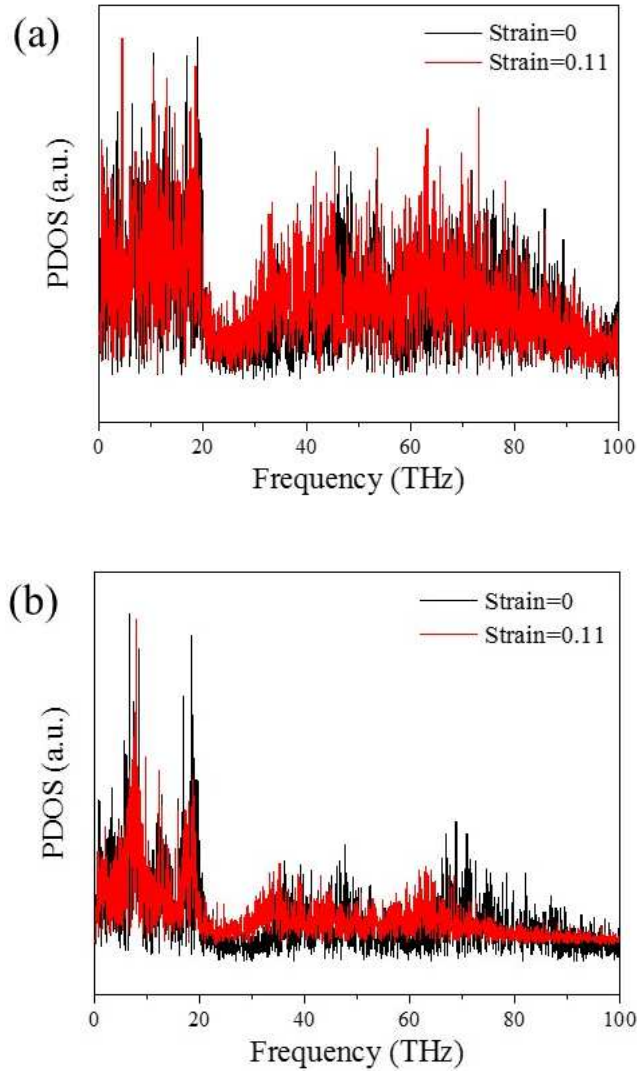 (a)
Strain=0
Strain=0.11
PDOS (a.u.)
0 20 40 60 80 100
Frequency (THz)
(b)
Strain=0
Strain=0.11
PDOS (a.u.)
0 20 40 60 80 100
Frequency (THz)